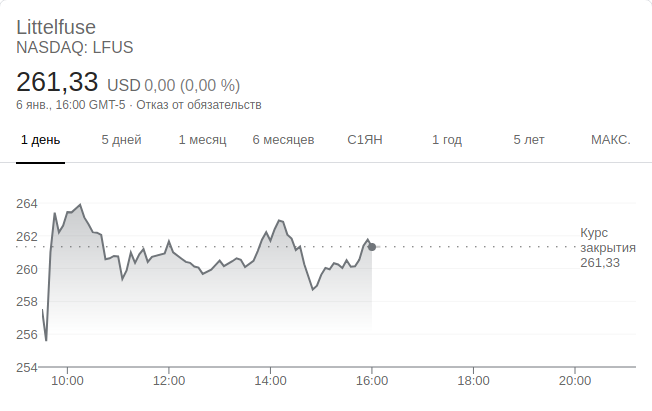 Littelfuse
NASDAQ: LFUS
261,33 USD 0,00 (0,00 %)
6 янв., 16:00 GMT-5 · Отказ от обязательств
1 день 5 дней 1 месяц 6 месяцев С1ЯН 1 год 5 лет МАКС.
264
262
260
258
256
254
Курс
закрытия
261,33
10:00 12:00 14:00 16:00 18:00 20:00